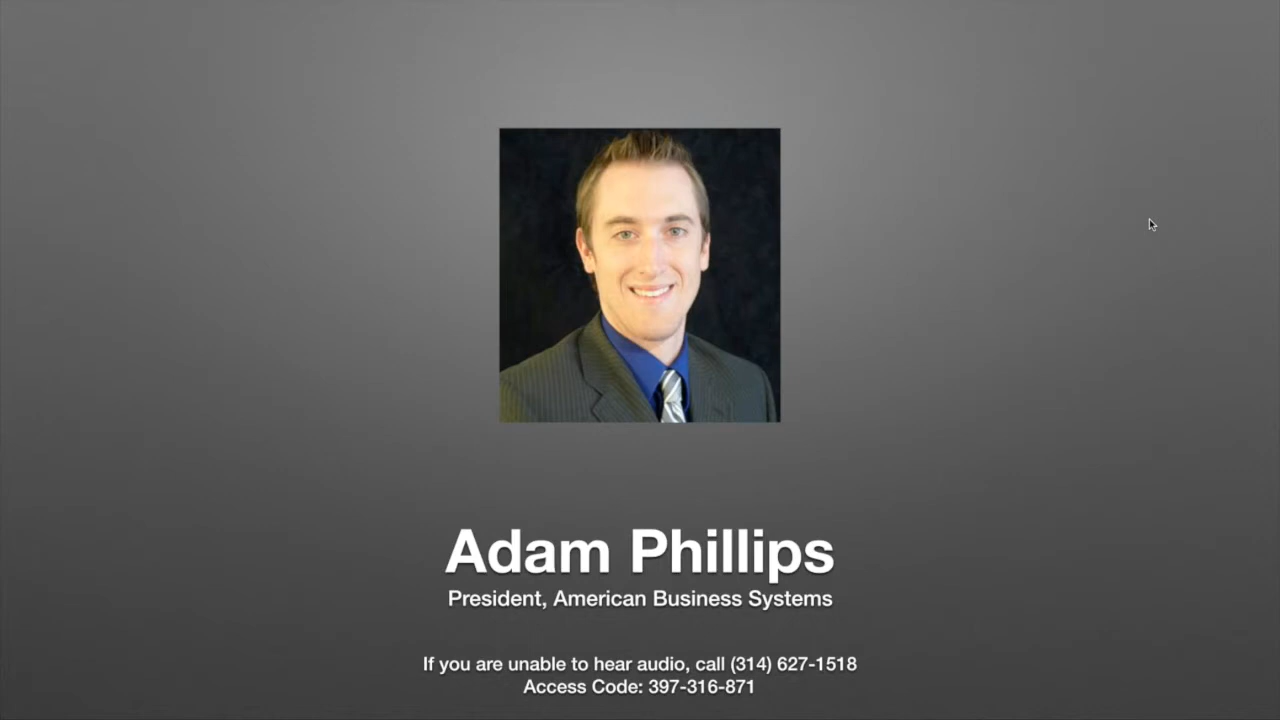 Adam Phillips
President, American Business Systems
If you are unable to hear audio, call (314) 627-1518
Access Code: 397-316-871